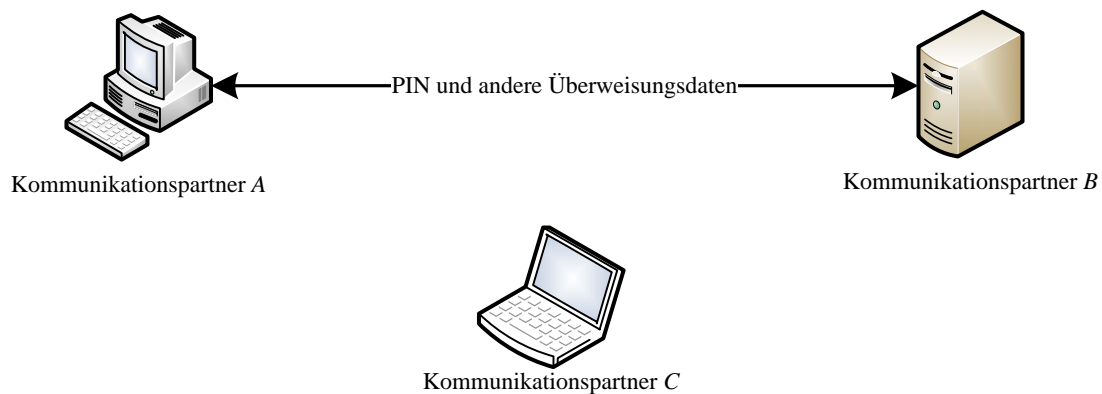 PIN und andere Überweisungsdaten
Kommunikationspartner A
Kommunikationspartner B
Kommunikationspartner C